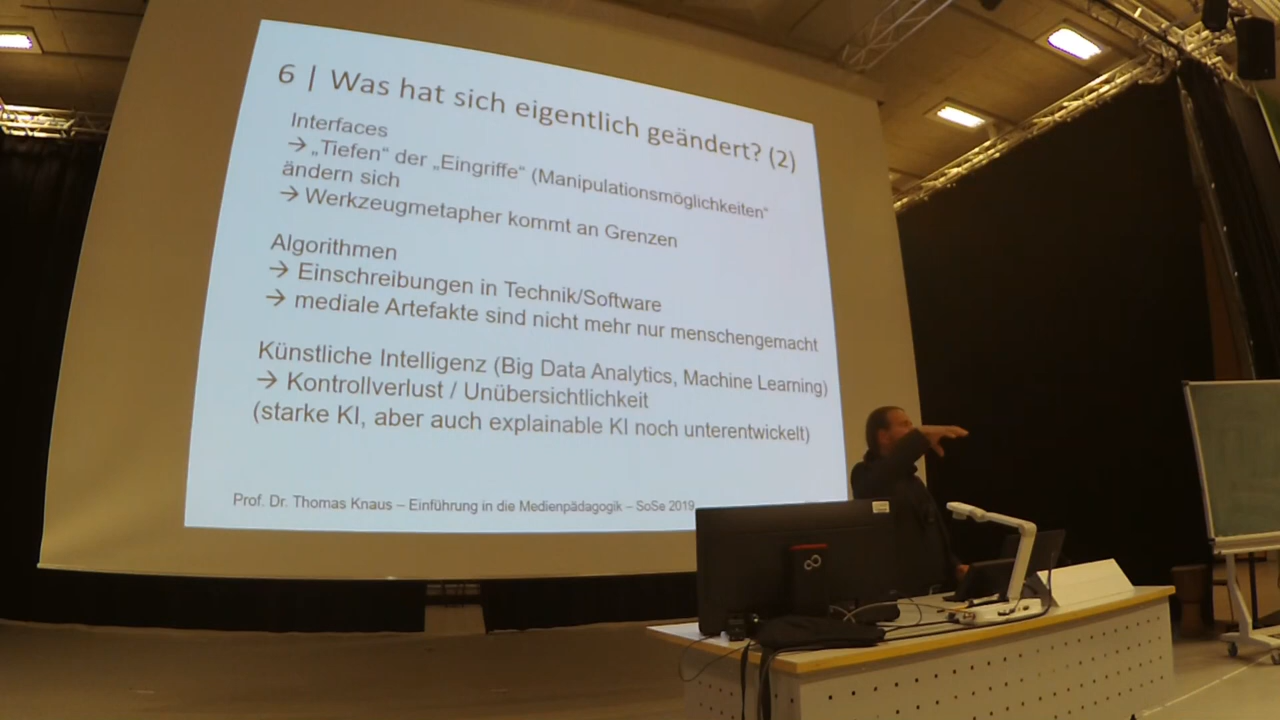 6 | Was hat sich eigentlich geändert? (2)
Interfaces
→ „Tiefen“ der „Eingriffe“ (Manipulationsmöglichkeiten“
ändern sich
→ Werkzeugmetapher kommt an Grenzen
Algorithmen
→ Einschreibungen in Technik/Software
→ mediale Artefakte sind nicht mehr nur menschengemacht
Künstliche Intelligenz (Big Data Analytics, Machine Learning)
→ Kontrollverlust / Unübersichtlichkeit
(starke KI, aber auch explainable KI noch unterentwickelt)
Prof. Dr. Thomas Knaus – Einführung in die Medienpädagogik – SoSe 2019